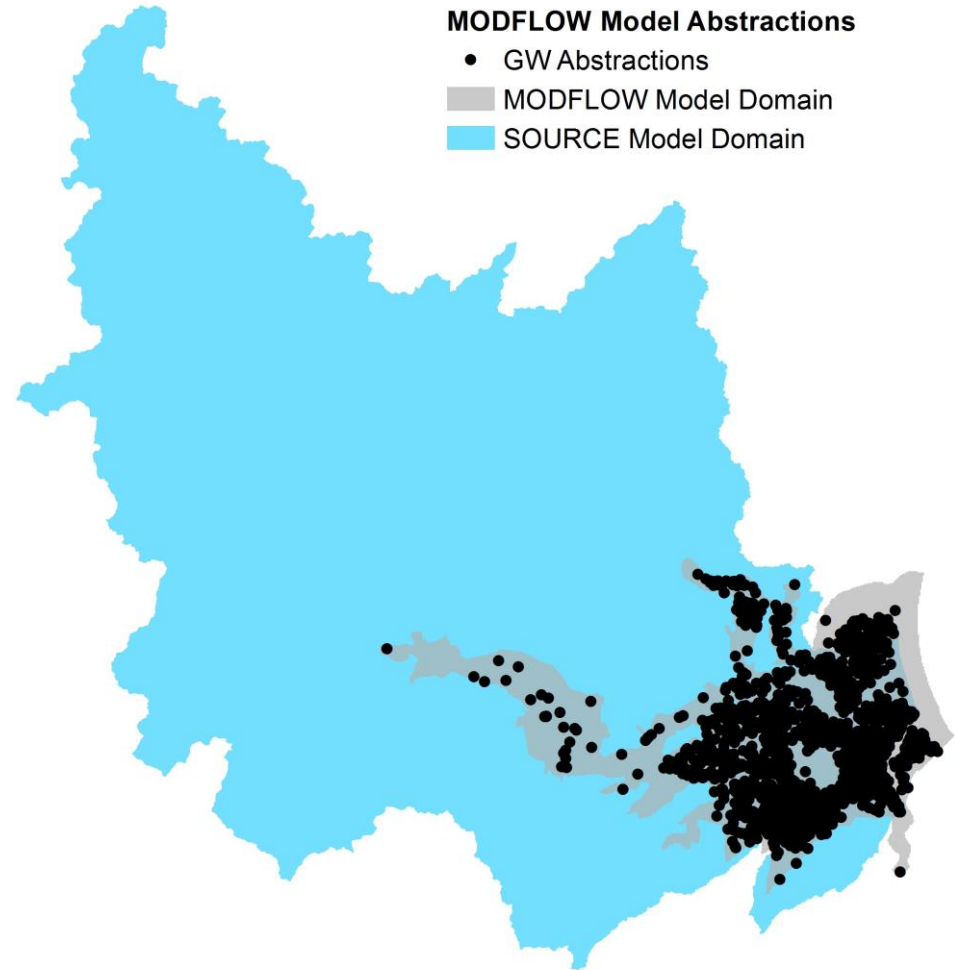 MODFLOW Model Abstractions
GW Abstractions
MODFLOW Model Domain
SOURCE Model Domain